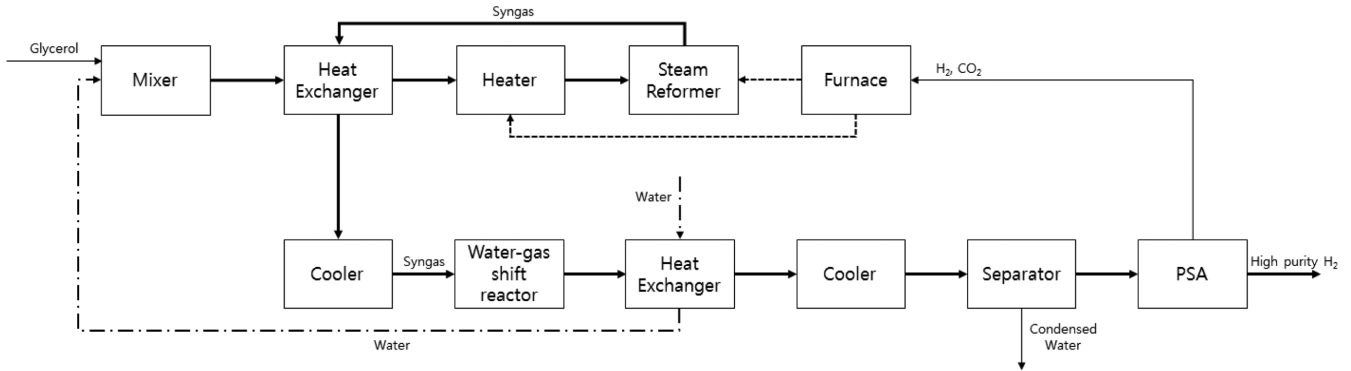 Syngas
Glycerol
Mixer
Heat
Exchanger
Heater
Steam
Reformer
Furnace
H₂, CO₂
Water
Cooler
Syngas
Water-gas
shift
reactor
Heat
Exchanger
Cooler
Separator
PSA
High purity H₂
Water
Condensed
Water